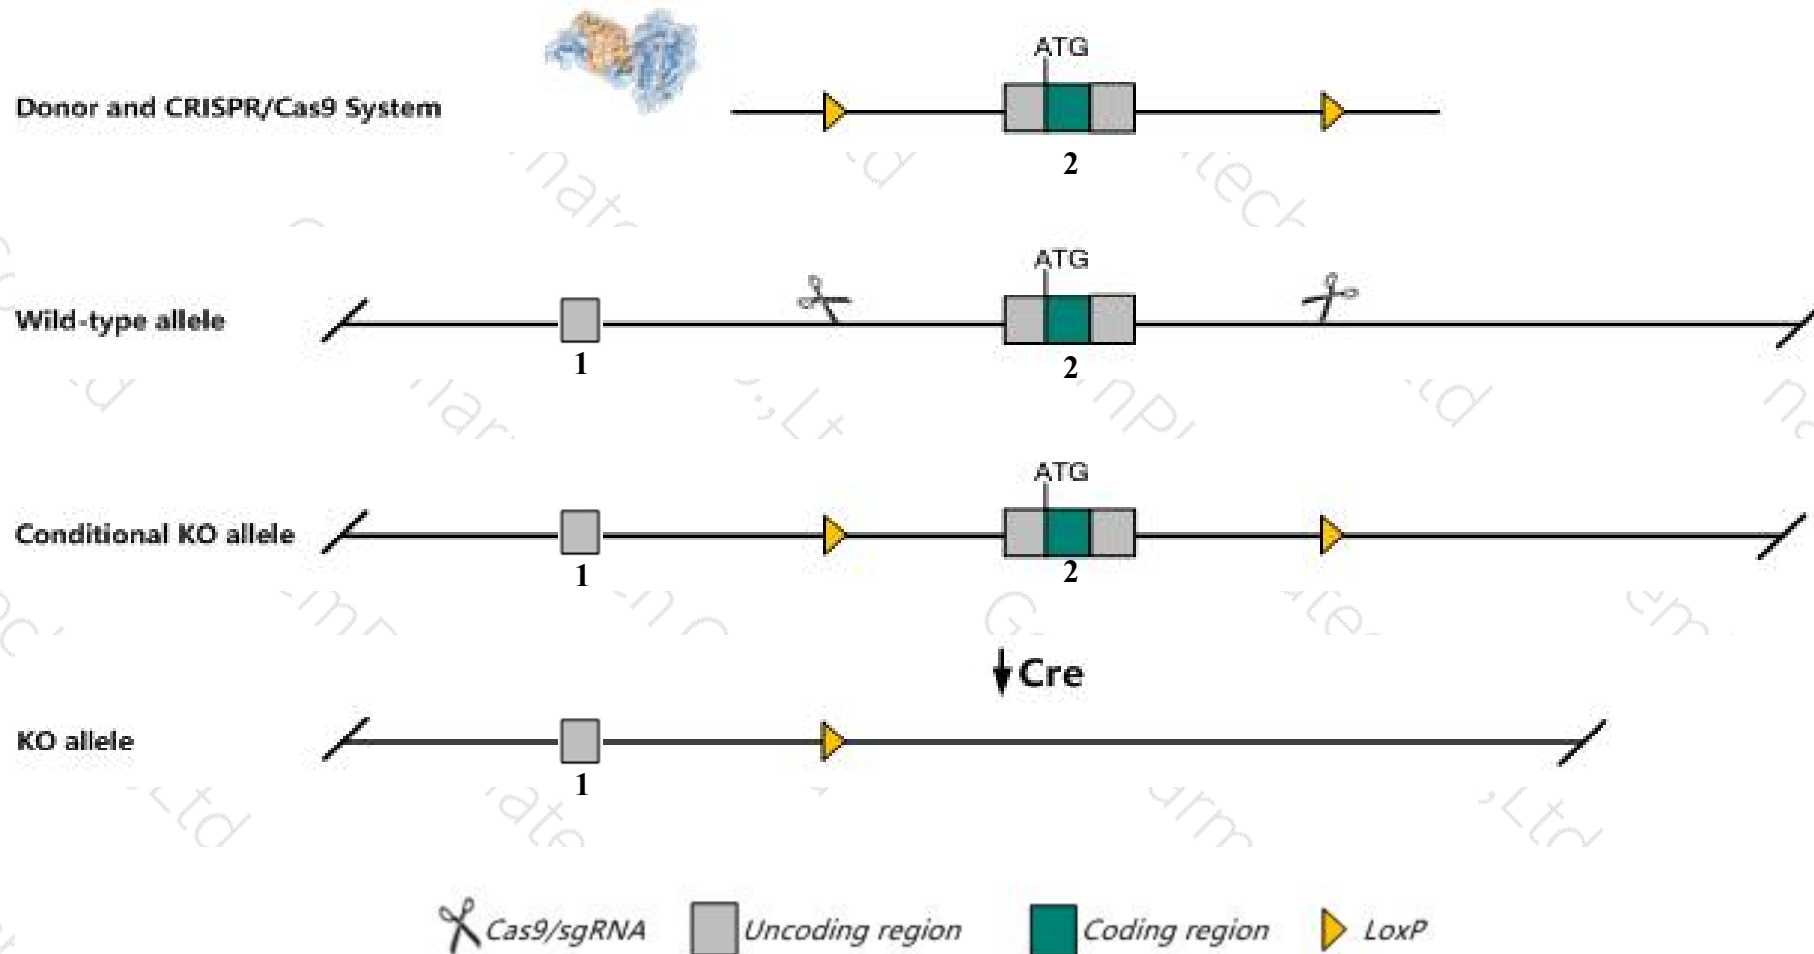 ATG
Donor and CRISPR/Cas9 System
2
ATG
Wild-type allele
1
2
ATG
Conditional KO allele
1
2
Cre
KO allele
1
Cas9/sgRNA
Uncoding region
Coding region
LoxP